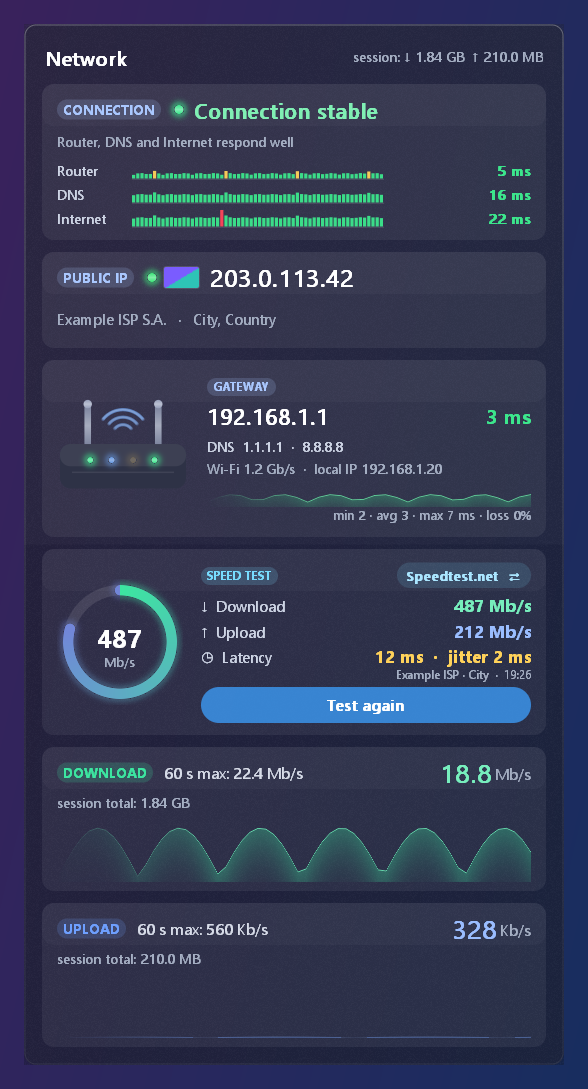 Network
session: ↓ 1.84 GB ↑ 210.0 MB
CONNECTION Connection stable
Router, DNS and Internet respond well
Router 5 ms
DNS 16 ms
Internet 22 ms
PUBLIC IP 203.0.113.42
Example ISP S.A. · City, Country
GATEWAY
192.168.1.1 3 ms
DNS 1.1.1.1 · 8.8.8.8
Wi-Fi 1.2 Gb/s · local IP 192.168.1.20
min 2 · avg 3 · max 7 ms · loss 0%
SPEED TEST Speedtest.net ⇄
487
Mb/s
↓ Download 487 Mb/s
↑ Upload 212 Mb/s
Latency 12 ms · jitter 2 ms
Example ISP · City · 19:26
Test again
DOWNLOAD 60 s max: 22.4 Mb/s 18.8 Mb/s
session total: 1.84 GB
UPLOAD 60 s max: 560 Kb/s 328 Kb/s
session total: 210.0 MB